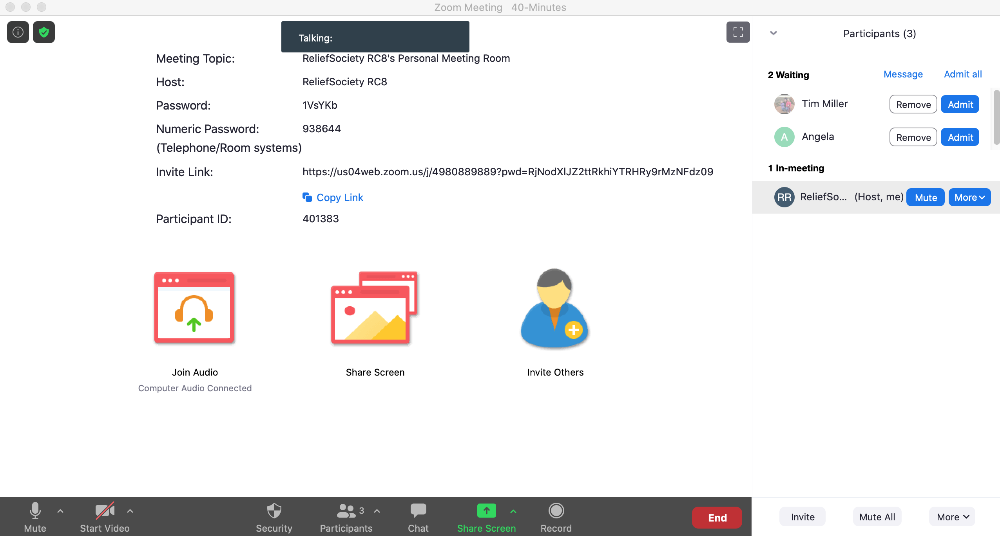 Zoom Meeting 40-Minutes
Talking:
Meeting Topic: ReliefSociety RC8's Personal Meeting Room
Host: ReliefSociety RC8
Password: 1VsYKb
Numeric Password: 938644
(Telephone/Room systems)
Invite Link: https://us04web.zoom.us/j/4980889889?pwd=RjNodXlJZ2ttRkhiYTRHRy9rMzNFdz09
Copy Link
Participant ID: 401383
Join Audio
Computer Audio Connected
Share Screen
Invite Others
Participants (3)
2 Waiting Message Admit all
Tim Miller Remove Admit
A Angela Remove Admit
1 In-meeting
RR ReliefSo... (Host, me) Mute More
Mute
Start Video
Security
3
Participants
Chat
Share Screen
Record
End
Invite Mute All More